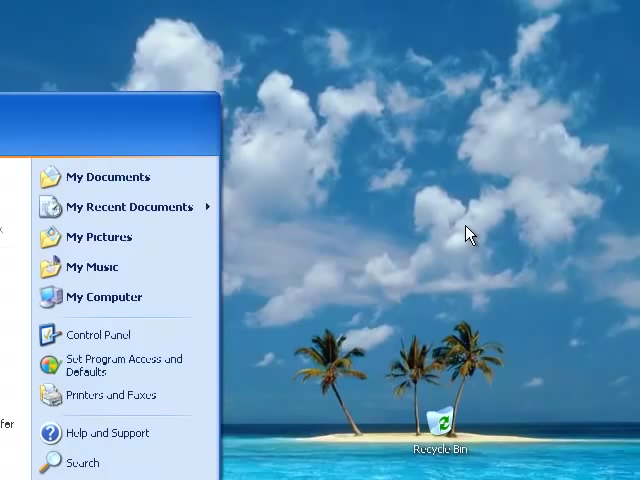 My Documents
My Recent Documents
My Pictures
My Music
My Computer
Control Panel
Set Program Access and
Defaults
Printers and Faxes
Help and Support
Search
Recycle Bin